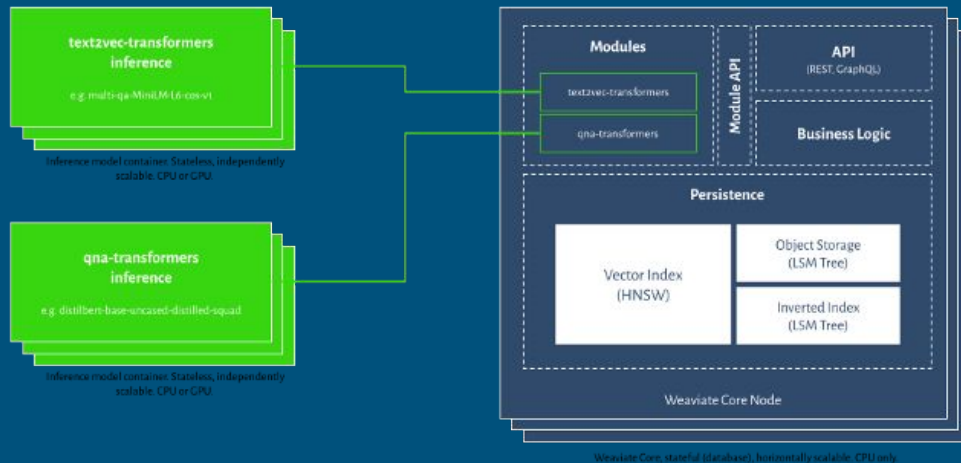 text2vec-transformers
inference
e.g. multi-qa-MiniLM-L6-cos-v1
Inference model container. Stateless, independently
scalable. CPU or GPU.
qna-transformers
inference
e.g. distilbert-base-uncased-distilled-squad
Inference model container. Stateless, independently
scalable. CPU or GPU.
Modules
text2vec-transformers
qna-transformers
Module API
API
(REST, GraphQL)
Business Logic
Persistence
Vector Index
(HNSW)
Object Storage
(LSM Tree)
Inverted Index
(LSM Tree)
Weaviate Core Node
Weaviate Core, stateful (database), horizontally scalable. CPU only.